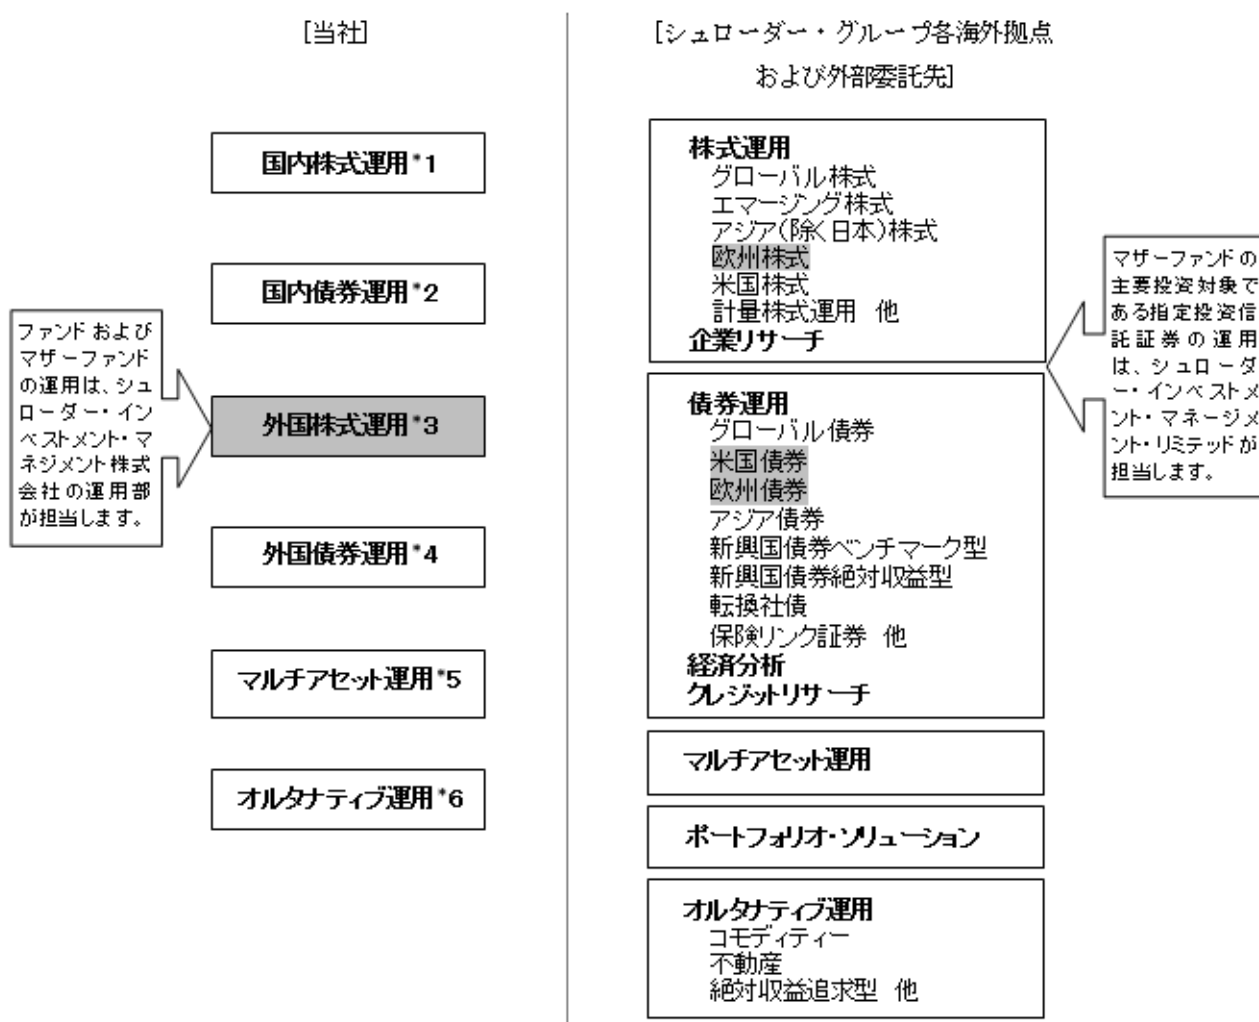 [当社]
国内株式運用*1
国内債券運用*2
ファンドおよび
マザーファンド
の運用は、シュ
ローダー・イン
ベストメント・マ
ネジメント株式
会社の運用部
が担当します。
外国株式運用*3
外国債券運用*4
マルチアセット運用*5
オルタナティブ運用*6
[シュローダー・グループ各海外拠点
および外部委託先]
株式運用
グローバル株式
エマージング株式
アジア(除く日本)株式
欧州株式
米国株式
計量株式運用 他
企業リサーチ
債券運用
グローバル債券
米国債券
欧州債券
アジア債券
新興国債券ベンチマーク型
新興国債券絶対収益型
転換社債
保険リンク証券 他
経済分析
クレジットリサーチ
マルチアセット運用
ポートフォリオ・ソリューション
オルタナティブ運用
コモディティー
不動産
絶対収益追求型 他
マザーファンドの
主要投資対象で
ある指定投資信
託証券の運用
は、シュローダ
ー・インベストメ
ント・マネージメ
ント・リミテッドが
担当します。